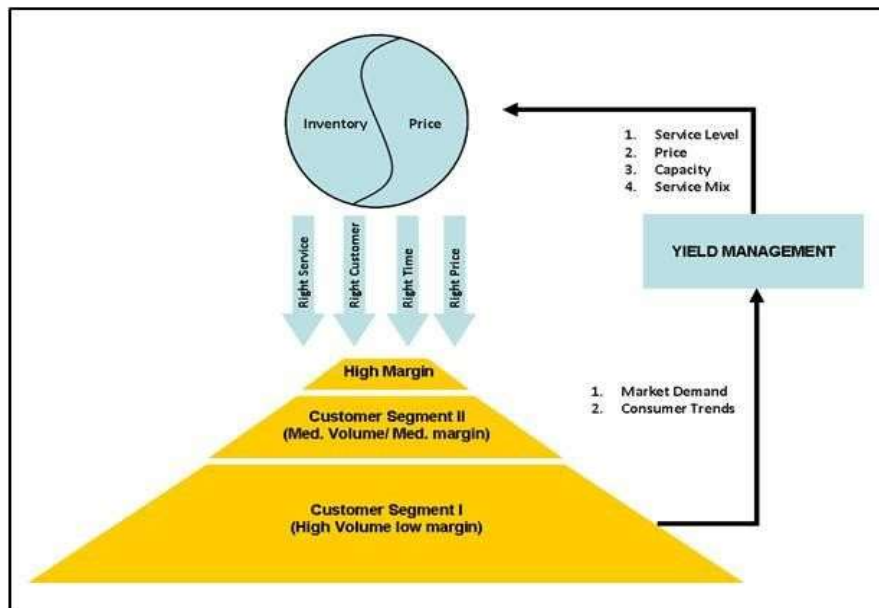 Inventory
Price
1. Service Level
2. Price
3. Capacity
4. Service Mix
YIELD MANAGEMENT
Right Service
Right Customer
Right Time
Right Price
High Margin
Customer Segment II
(Med. Volume/ Med. margin)
1. Market Demand
2. Consumer Trends
Customer Segment I
(High Volume low margin)